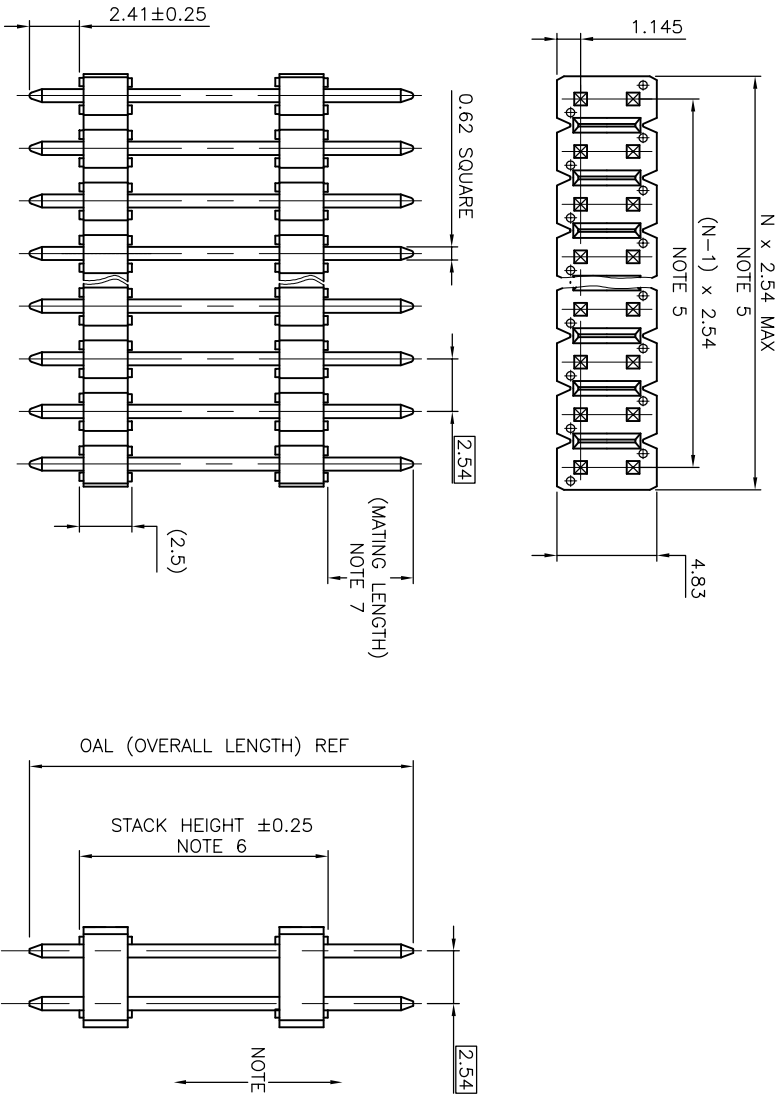 2.41±0.25
1.145
0.62 SQUARE
N x 2.54 MAX
NOTE 5
(N-1) x 2.54
NOTE 5
2.54
(2.5)
(MATING LENGTH)
NOTE 7
4.83
OAL (OVERALL LENGTH) REF
STACK HEIGHT ±0.25
NOTE 6
2.54
NOTE